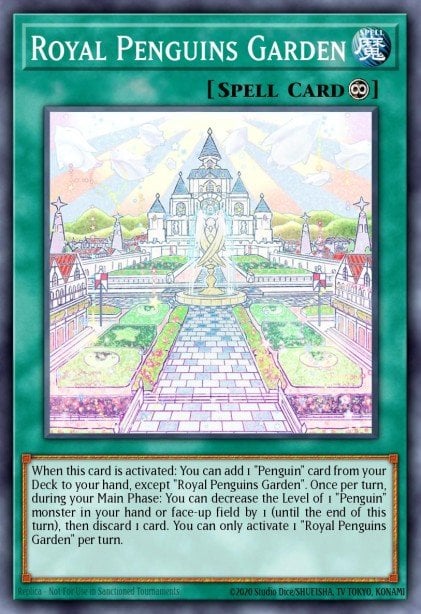 ROYAL PENGUINS GARDEN
SPELL
魔
[SPELL CARD]
When this card is activated: You can add 1 "Penguin" card from your
Deck to your hand, except "Royal Penguins Garden". Once per turn,
during your Main Phase: You can decrease the Level of 1 "Penguin"
monster in your hand or face-up field by 1 (until the end of this
turn), then discard 1 card. You can only activate 1 "Royal Penguins
Garden" per turn.
Replica - Not For Use in Sanctioned Tournaments
©2020 Studio Dice/SHUEISHA, TV TOKYO, KONAMI